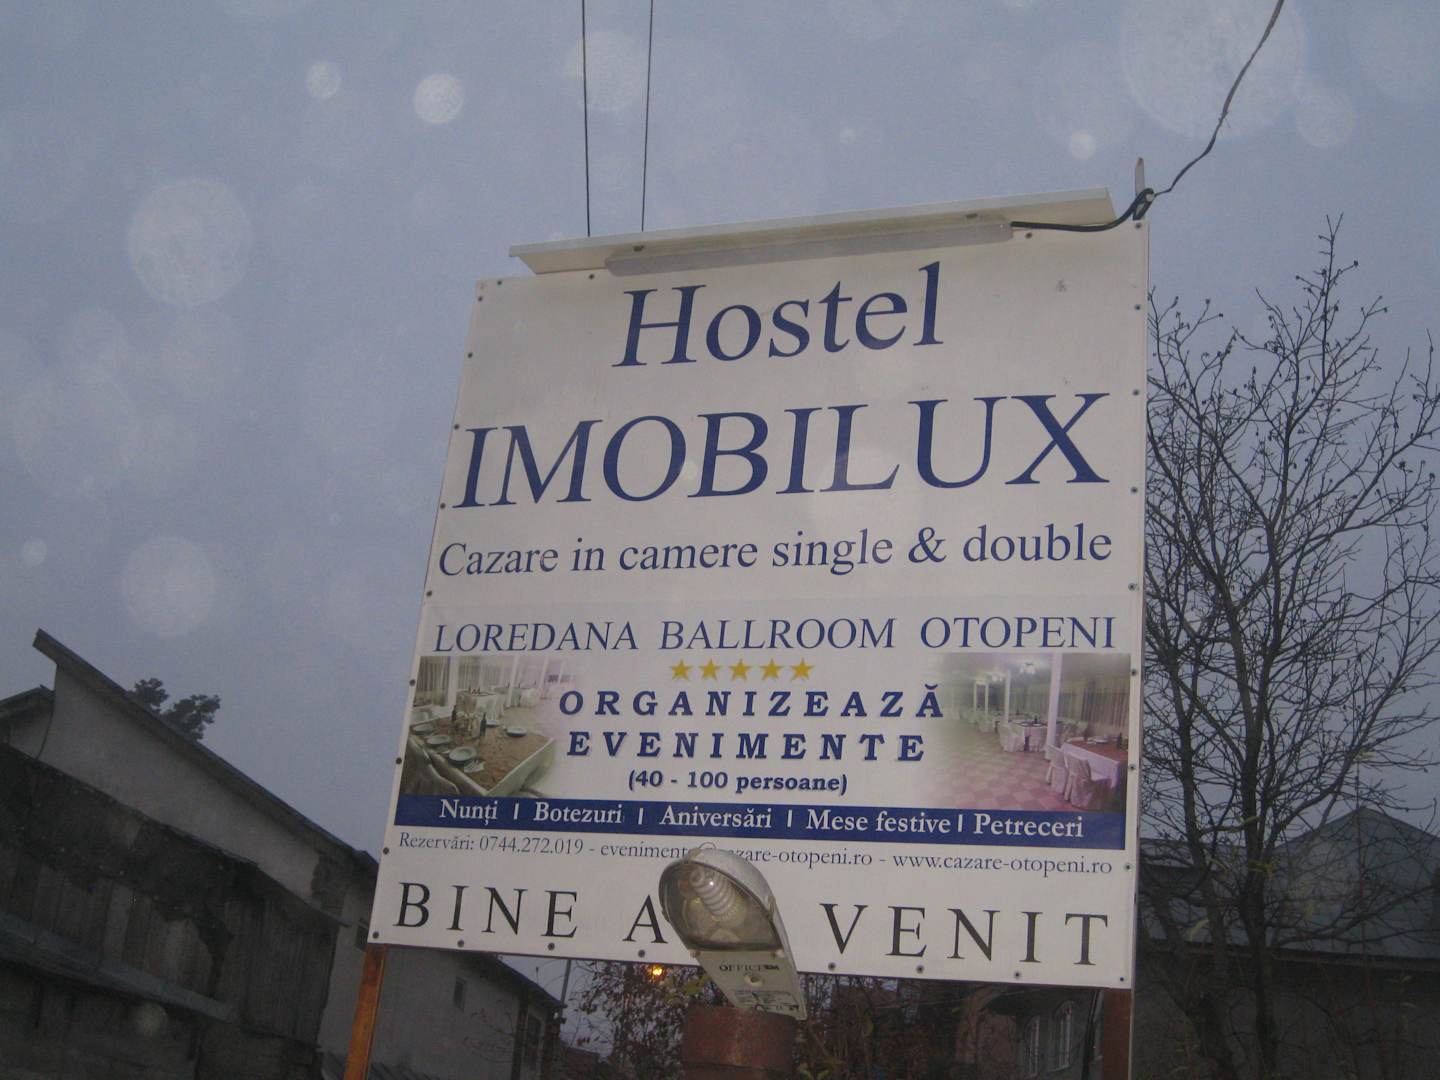 Hostel
IMOBILUX
Cazare in camere single & double
LOREDANA BALLROOM OTOPENI
ORGANIZEAZĂ
EVENIMENTE
(40 - 100 persoane)
Nunți | Botezuri | Aniversări | Mese festive | Petreceri
Rezervări: 0744.272.019 - - www.cazare-otopeni.ro
BINE VENIT
OFFICE